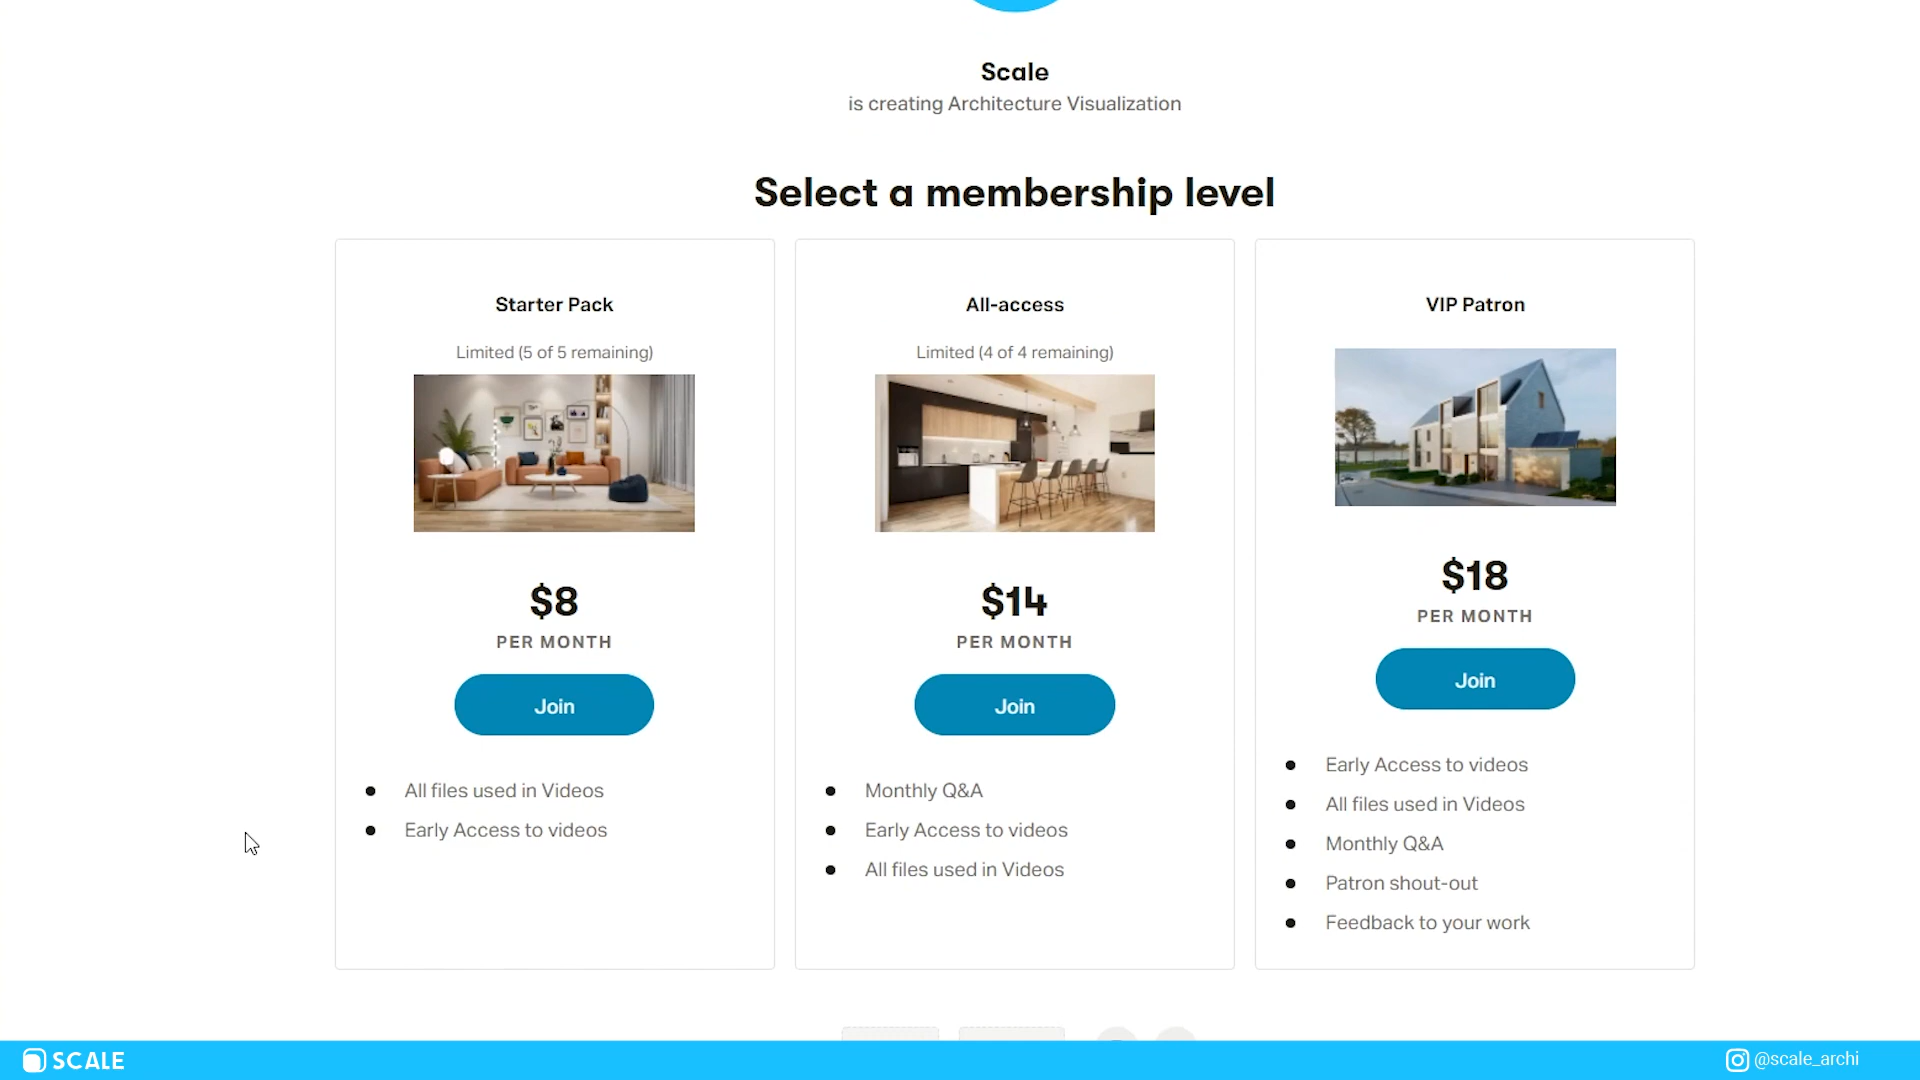 Scale
is creating Architecture Visualization
Select a membership level
Starter Pack
Limited (5 of 5 remaining)
$8
PER MONTH
Join
All files used in Videos
Early Access to videos
All-access
Limited (4 of 4 remaining)
$14
PER MONTH
Join
Monthly Q&A
Early Access to videos
All files used in Videos
VIP Patron
$18
PER MONTH
Join
Early Access to videos
All files used in Videos
Monthly Q&A
Patron shout-out
Feedback to your work
SCALE
@scale_archi